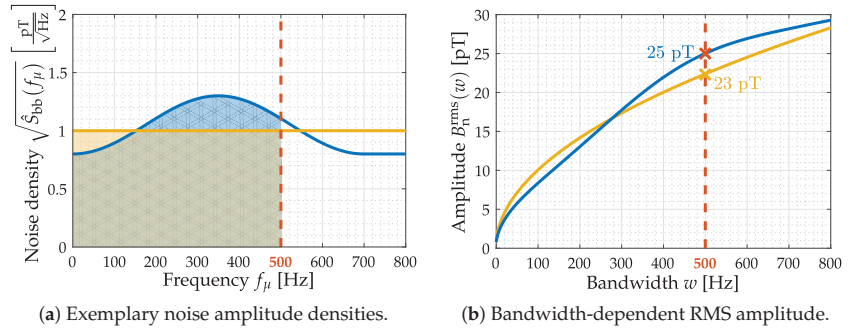 Noise density √Ŝbb(fμ) [pT/√Hz]
2
1.5
1
0.5
0
0 100 200 300 400 500 600 700 800
Frequency fμ [Hz]
(a) Exemplary noise amplitude densities.
Amplitude Bₙʳᵐˢ(w) [pT]
30
25
20
15
10
5
0
25 pT
23 pT
0 100 200 300 400 500 600 700 800
Bandwidth w [Hz]
(b) Bandwidth-dependent RMS amplitude.